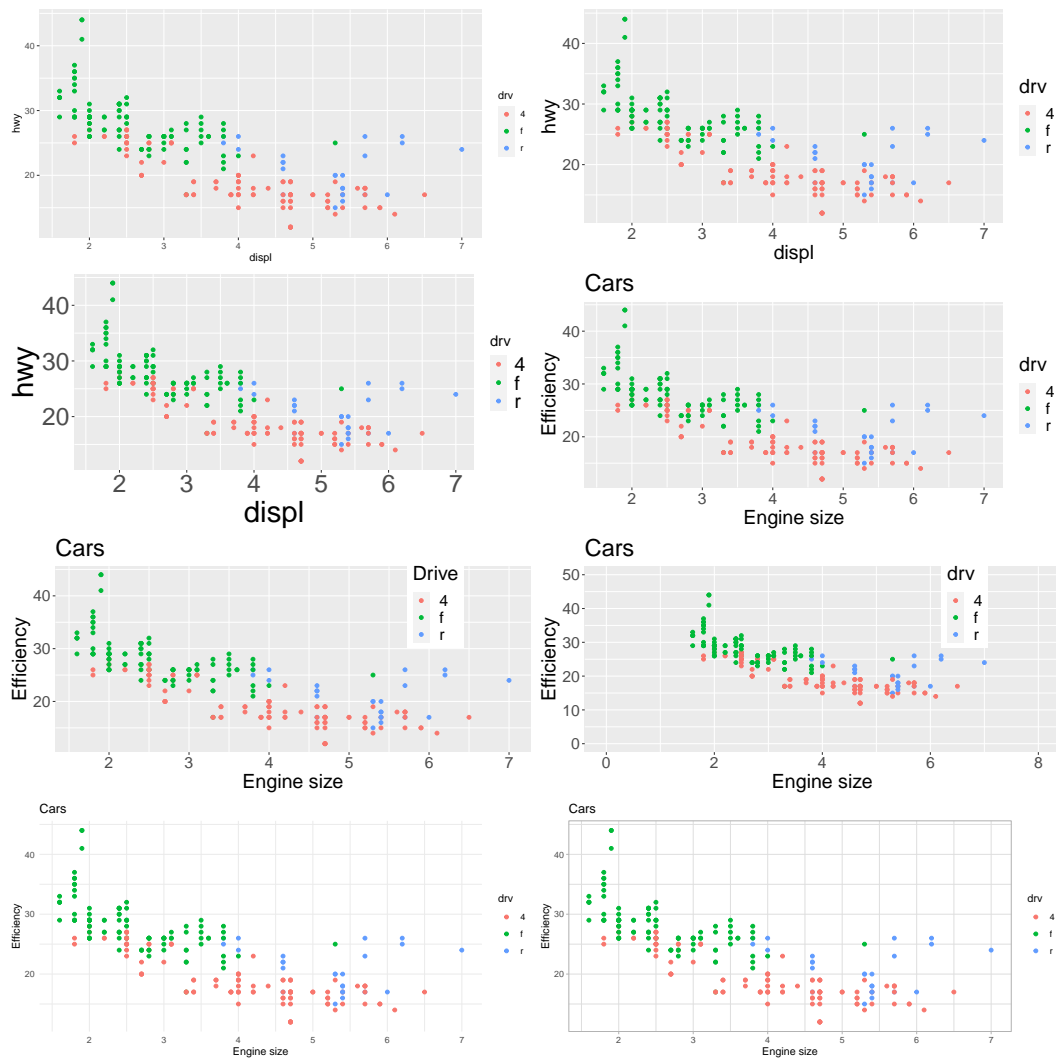 40
30
20
hwy
2 3 4 5 6 7
displ
drv
4
f
r
40
30
20
hwy
2 3 4 5 6 7
displ
drv
4
f
r
40
30
20
hwy
2 3 4 5 6 7
displ
drv
4
f
r
Cars
40
30
20
Efficiency
2 3 4 5 6 7
Engine size
drv
4
f
r
Cars
40
30
20
Efficiency
2 3 4 5 6 7
Engine size
Drive
4
f
r
Cars
50
40
30
20
10
0
Efficiency
0 2 4 6 8
Engine size
drv
4
f
r
Cars
40
30
20
Efficiency
2 3 4 5 6 7
Engine size
drv
4
f
r
Cars
40
30
20
Efficiency
2 3 4 5 6 7
Engine size
drv
4
f
r